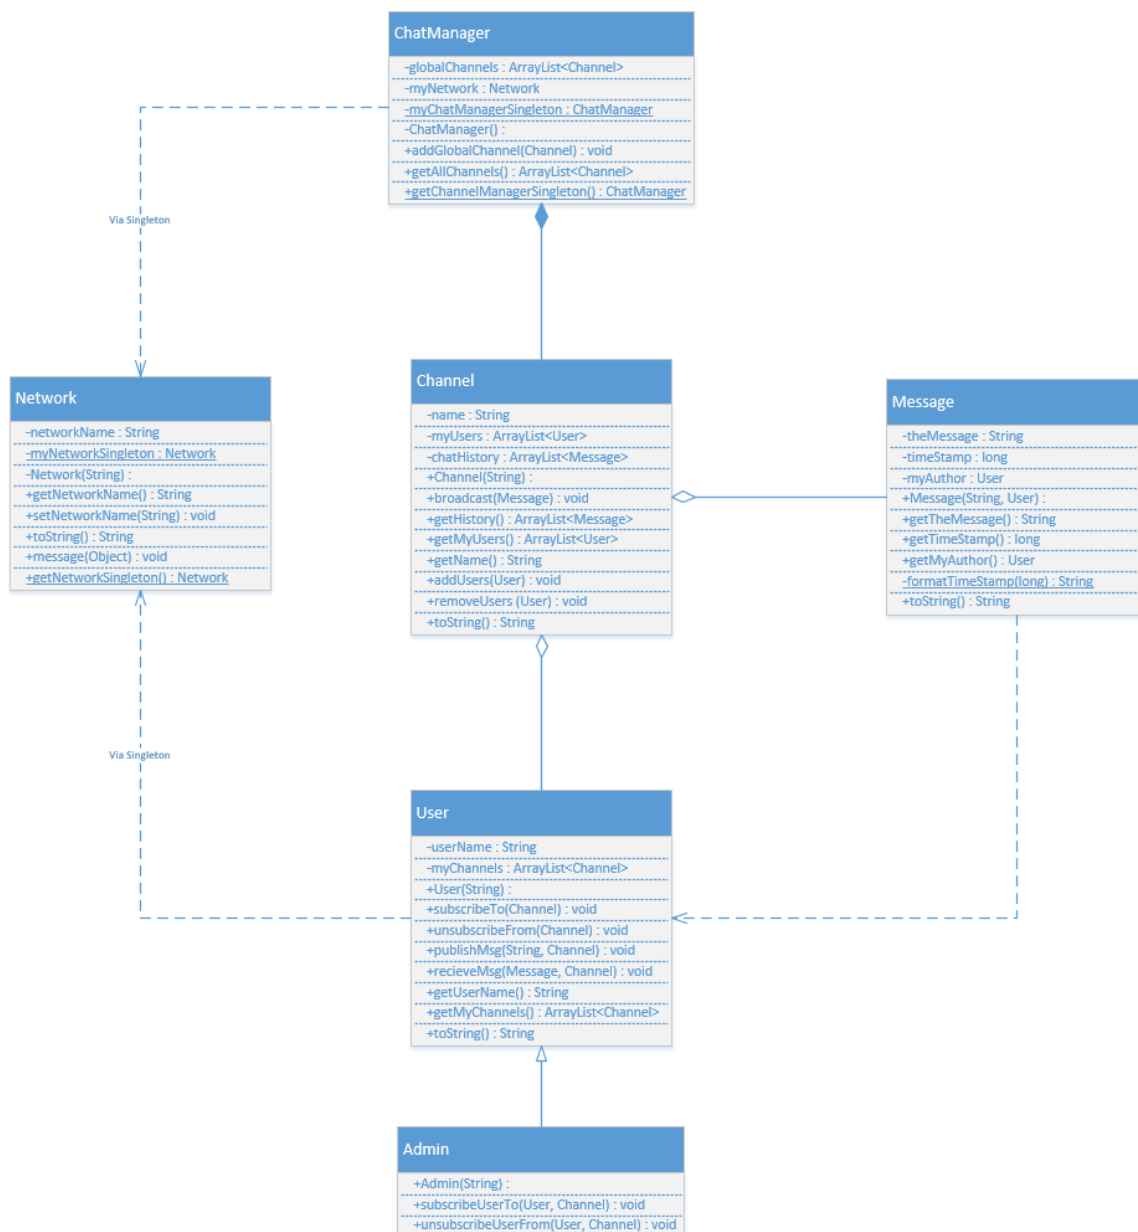 ChatManager
-globalChannels : ArrayList<Channel>
-myNetwork : Network
-myChatManagerSingleton : ChatManager
-ChatManager() :
+addGlobalChannel(Channel) : void
+getAllChannels() : ArrayList<Channel>
+getChannelManagerSingleton() : ChatManager
Via Singleton
Network
-networkName : String
-myNetworkSingleton : Network
-Network(String) :
+getNetworkName() : String
+setNetworkName(String) : void
+toString() : String
+message(Object) : void
+getNetworkSingleton() : Network
Channel
-name : String
-myUsers : ArrayList<User>
-chatHistory : ArrayList<Message>
+Channel(String) :
+broadcast(Message) : void
+getHistory() : ArrayList<Message>
+getMyUsers() : ArrayList<User>
+getName() : String
+addUsers(User) : void
+removeUsers (User) : void
+toString() : String
Message
-theMessage : String
-timeStamp : long
-myAuthor : User
+Message(String, User) :
+getTheMessage() : String
+getTimeStamp() : long
+getMyAuthor() : User
-formatTimeStamp(long) : String
+toString() : String
Via Singleton
User
-userName : String
-myChannels : ArrayList<Channel>
+User(String) :
+subscribeTo(Channel) : void
+unsubscribeFrom(Channel) : void
+publishMsg(String, Channel) : void
+recieveMsg(Message, Channel) : void
+getUserName() : String
+getMyChannels() : ArrayList<Channel>
+toString() : String
Admin
+Admin(String) :
+subscribeUserTo(User, Channel) : void
+unsubscribeUserFrom(User, Channel) : void